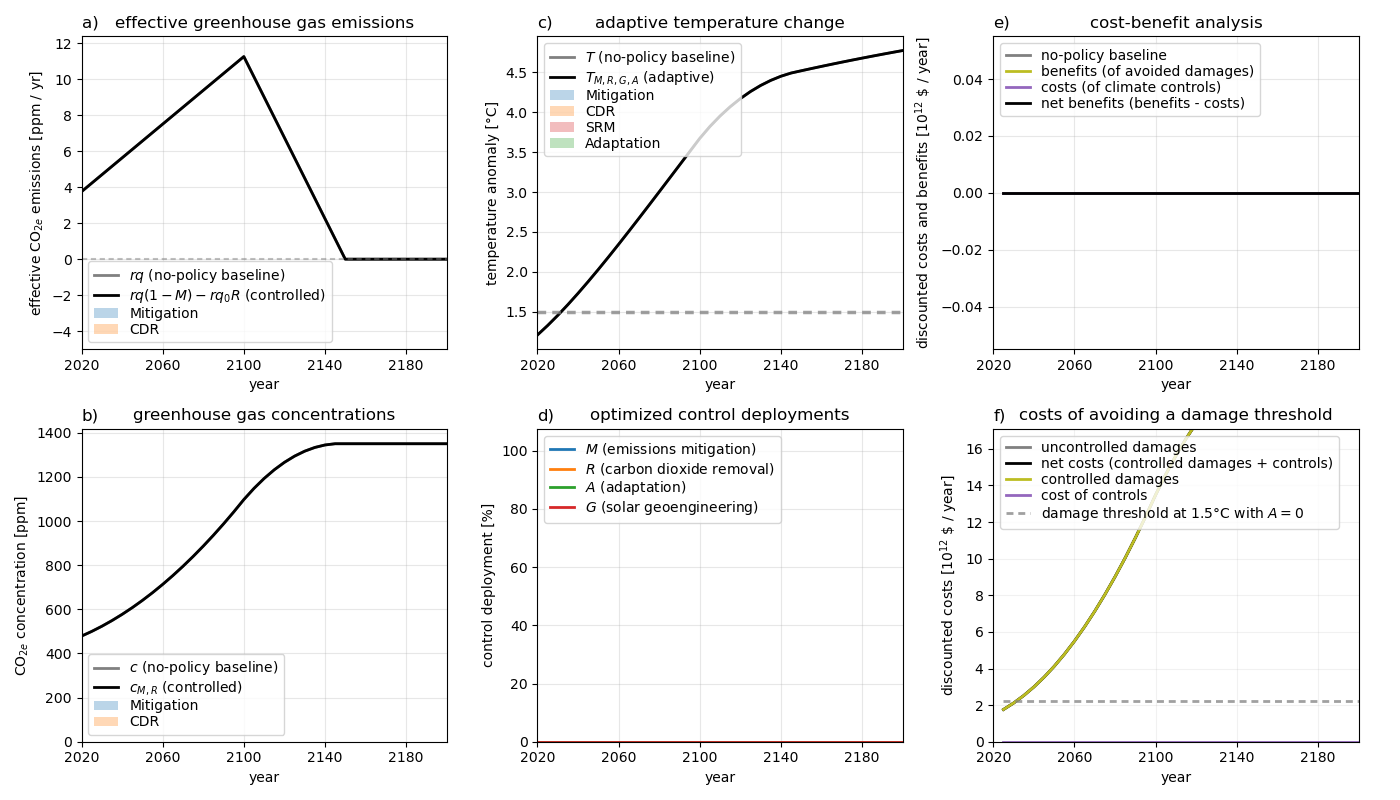 a) effective greenhouse gas emissions
effective CO2e emissions [ppm / yr]
12
10
8
6
4
2
0
−2
−4
rq (no-policy baseline)
rq(1 − M) − rq0R (controlled)
Mitigation
CDR
2020 2060 2100 2140 2180
year
c) adaptive temperature change
temperature anomaly [°C]
4.5
4.0
3.5
3.0
2.5
2.0
1.5
T (no-policy baseline)
TM, R, G, A (adaptive)
Mitigation
CDR
SRM
Adaptation
2020 2060 2100 2140 2180
year
e) cost-benefit analysis
discounted costs and benefits [10^12 $ / year]
0.04
0.02
0.00
−0.02
−0.04
no-policy baseline
benefits (of avoided damages)
costs (of climate controls)
net benefits (benefits - costs)
2020 2060 2100 2140 2180
year
b) greenhouse gas concentrations
CO2e concentration [ppm]
1400
1200
1000
800
600
400
200
0
c (no-policy baseline)
cM, R (controlled)
Mitigation
CDR
2020 2060 2100 2140 2180
year
d) optimized control deployments
control deployment [%]
100
80
60
40
20
0
M (emissions mitigation)
R (carbon dioxide removal)
A (adaptation)
G (solar geoengineering)
2020 2060 2100 2140 2180
year
f) costs of avoiding a damage threshold
discounted costs [10^12 $ / year]
16
14
12
10
8
6
4
2
0
uncontrolled damages
net costs (controlled damages + controls)
controlled damages
cost of controls
damage threshold at 1.5°C with A = 0
2020 2060 2100 2140 2180
year